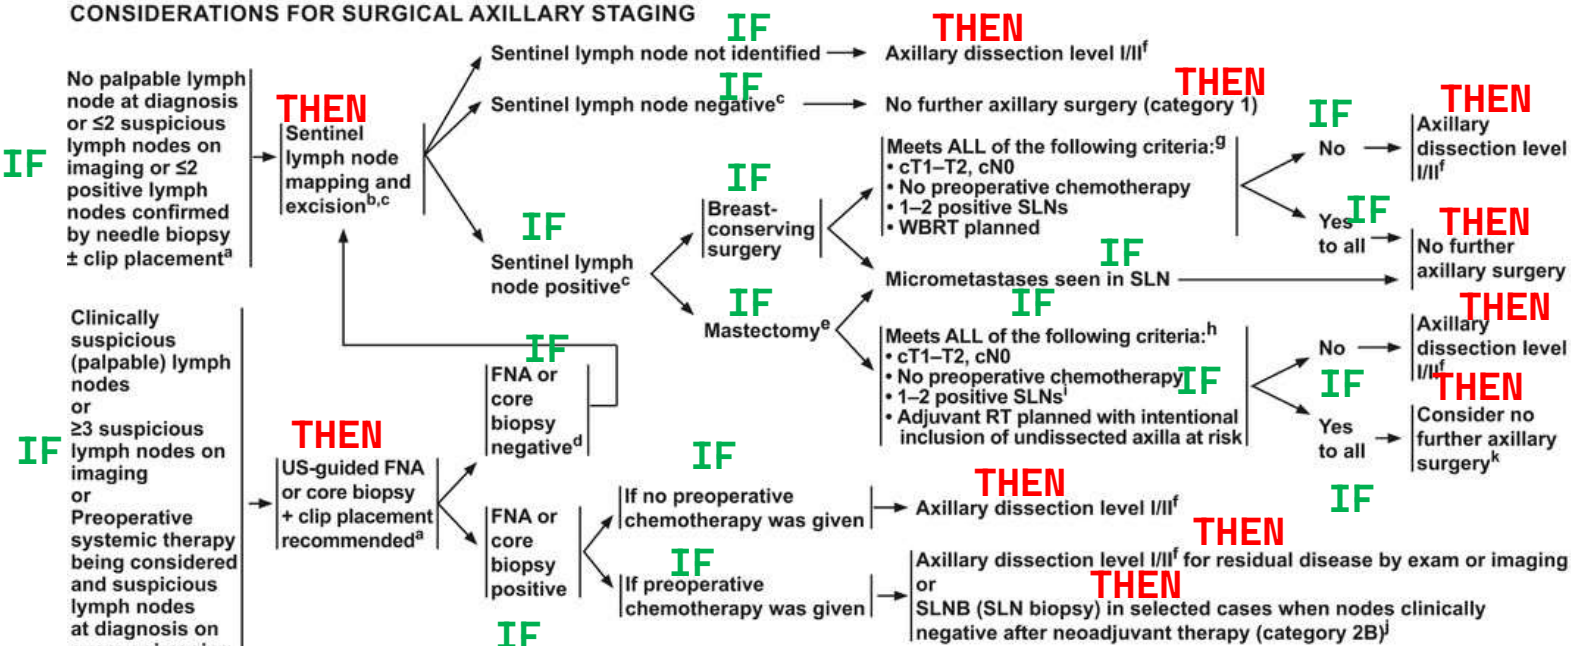 CONSIDERATIONS FOR SURGICAL AXILLARY STAGING
IF
No palpable lymph
node at diagnosis
or ≤2 suspicious
lymph nodes on
imaging or ≤2
positive lymph
nodes confirmed
by needle biopsy
± clip placementᵃ
THEN
Sentinel
lymph node
mapping and
excisionᵇ,ᶜ
IF
Sentinel lymph node not identified
THEN
Axillary dissection level I/IIᶠ
IF
Sentinel lymph node negativeᶜ
THEN
No further axillary surgery (category 1)
IF
Sentinel lymph
node positiveᶜ
IF
Breast-
conserving
surgery
Meets ALL of the following criteria:ᵍ
• cT1–T2, cN0
• No preoperative chemotherapy
• 1–2 positive SLNs
• WBRT planned
IF
No
THEN
Axillary
dissection level
I/IIᶠ
IF
Yes
to all
THEN
No further
axillary surgery
IF
Micrometastases seen in SLN
IF
Mastectomyᵉ
IF
Meets ALL of the following criteria:ʰ
• cT1–T2, cN0
• No preoperative chemotherapy
IF
• 1–2 positive SLNsⁱ
• Adjuvant RT planned with intentional
inclusion of undissected axilla at risk
No
THEN
Axillary
dissection level
I/IIᶠ
IF
Yes
to all
THEN
Consider no
further axillary
surgeryᵏ
IF
IF
Clinically
suspicious
(palpable) lymph
nodes
or
≥3 suspicious
lymph nodes on
imaging
or
Preoperative
systemic therapy
being considered
and suspicious
lymph nodes
at diagnosis on
THEN
US-guided FNA
or core biopsy
+ clip placement
recommendedᵃ
IF
FNA or
core
biopsy
negativeᵈ
FNA or
core
biopsy
positive
IF
IF
If no preoperative
chemotherapy was given
THEN
Axillary dissection level I/IIᶠ
IF
If preoperative
chemotherapy was given
THEN
Axillary dissection level I/IIᶠ for residual disease by exam or imaging
or
THEN
SLNB (SLN biopsy) in selected cases when nodes clinically
negative after neoadjuvant therapy (category 2B)ʲ